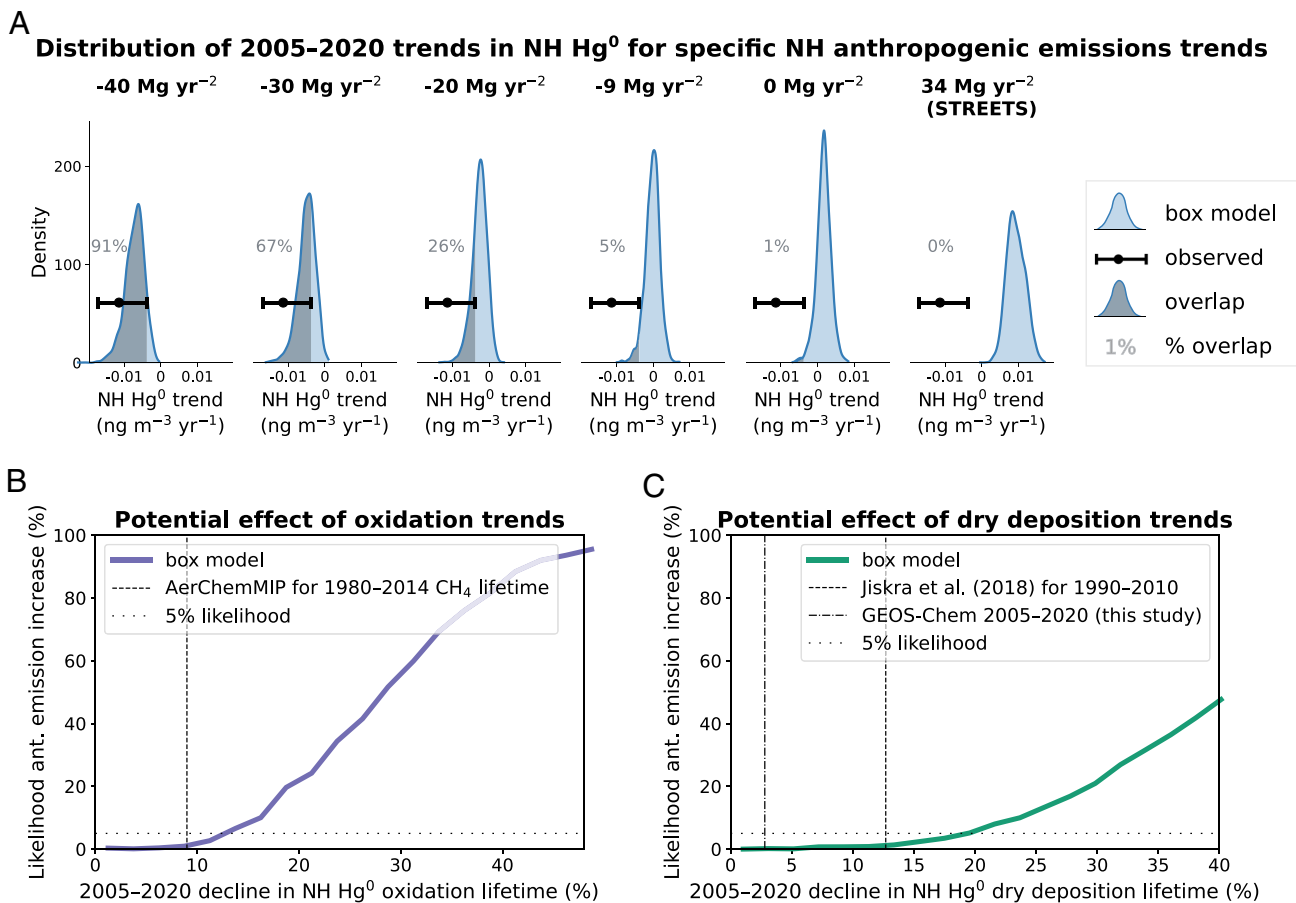 A
Distribution of 2005–2020 trends in NH Hg⁰ for specific NH anthropogenic emissions trends
-40 Mg yr⁻² -30 Mg yr⁻² -20 Mg yr⁻² -9 Mg yr⁻² 0 Mg yr⁻² 34 Mg yr⁻²
(STREETS)
Density
200
100
0
91% 67% 26% 5% 1% 0%
-0.01 0 0.01 -0.01 0 0.01 -0.01 0 0.01 -0.01 0 0.01 -0.01 0 0.01 -0.01 0 0.01
NH Hg⁰ trend NH Hg⁰ trend NH Hg⁰ trend NH Hg⁰ trend NH Hg⁰ trend NH Hg⁰ trend
(ng m⁻³ yr⁻¹) (ng m⁻³ yr⁻¹) (ng m⁻³ yr⁻¹) (ng m⁻³ yr⁻¹) (ng m⁻³ yr⁻¹) (ng m⁻³ yr⁻¹)
box model
observed
overlap
1% % overlap
B
Potential effect of oxidation trends
Likelihood ant. emission increase (%)
100
80
60
40
20
0
box model
AerChemMIP for 1980–2014 CH₄ lifetime
5% likelihood
0 10 20 30 40
2005–2020 decline in NH Hg⁰ oxidation lifetime (%)
C
Potential effect of dry deposition trends
Likelihood ant. emission increase (%)
100
80
60
40
20
0
box model
Jiskra et al. (2018) for 1990–2010
GEOS-Chem 2005–2020 (this study)
5% likelihood
0 5 10 15 20 25 30 35 40
2005–2020 decline in NH Hg⁰ dry deposition lifetime (%)